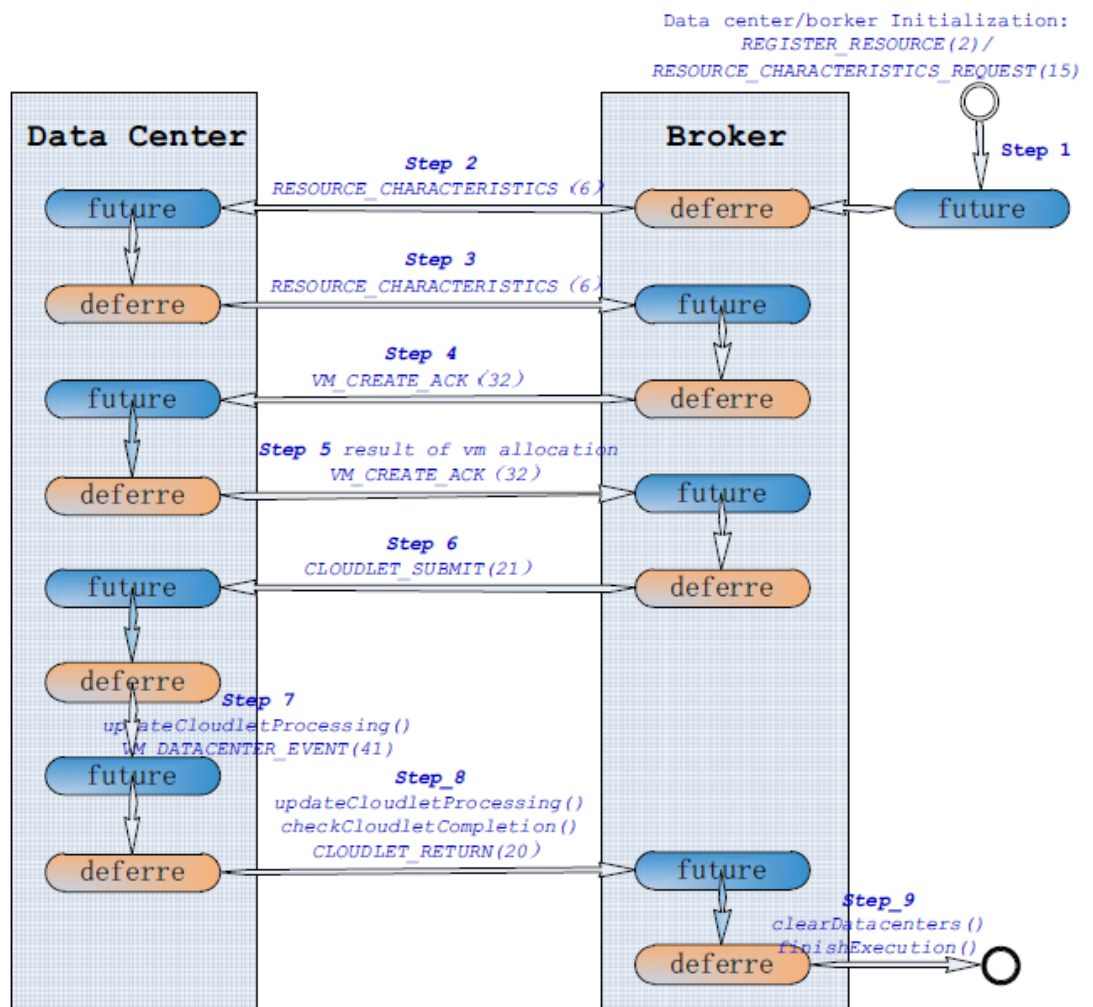 Data center/borker Initialization:
REGISTER_RESOURCE(2)/
RESOURCE_CHARACTERISTICS_REQUEST(15)
Step 1
Data Center
Broker
Step 2
RESOURCE_CHARACTERISTICS (6)
future
deferre
future
Step 3
RESOURCE_CHARACTERISTICS (6)
deferre
future
Step 4
VM_CREATE_ACK (32)
future
deferre
Step 5 result of vm allocation
VM_CREATE_ACK (32)
deferre
future
Step 6
CLOUDLET_SUBMIT(21)
future
deferre
deferre
Step 7
updateCloudletProcessing()
VM_DATACENTER_EVENT(41)
future
Step_8
updateCloudletProcessing()
checkCloudletCompletion()
CLOUDLET_RETURN(20)
deferre
future
Step_9
clearDatacenters()
finishExecution()
deferre